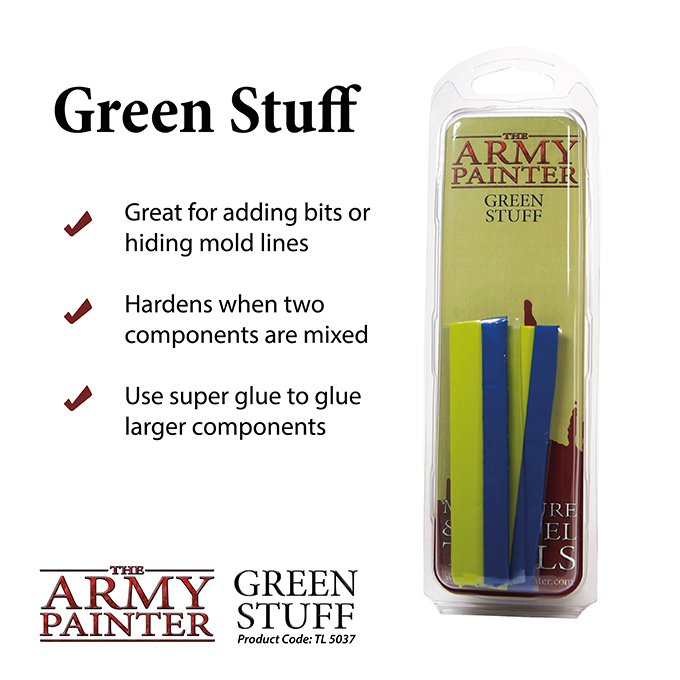 Green Stuff
Great for adding bits or
hiding mold lines
Hardens when two
components are mixed
Use super glue to glue
larger components
THE
ARMY
PAINTER
GREEN
STUFF
Product Code: TL 5037
THE
ARMY
PAINTER
GREEN
STUFF